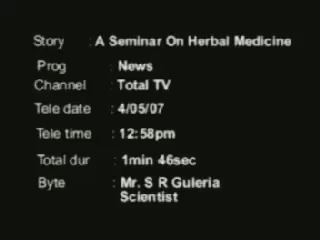 Story : A Seminar On Herbal Medicine
Prog : News
Channel : Total TV
Tele date : 4/05/07
Tele time : 12:58pm
Total dur : 1min 46sec
Byte : Mr. S R Guleria
Scientist